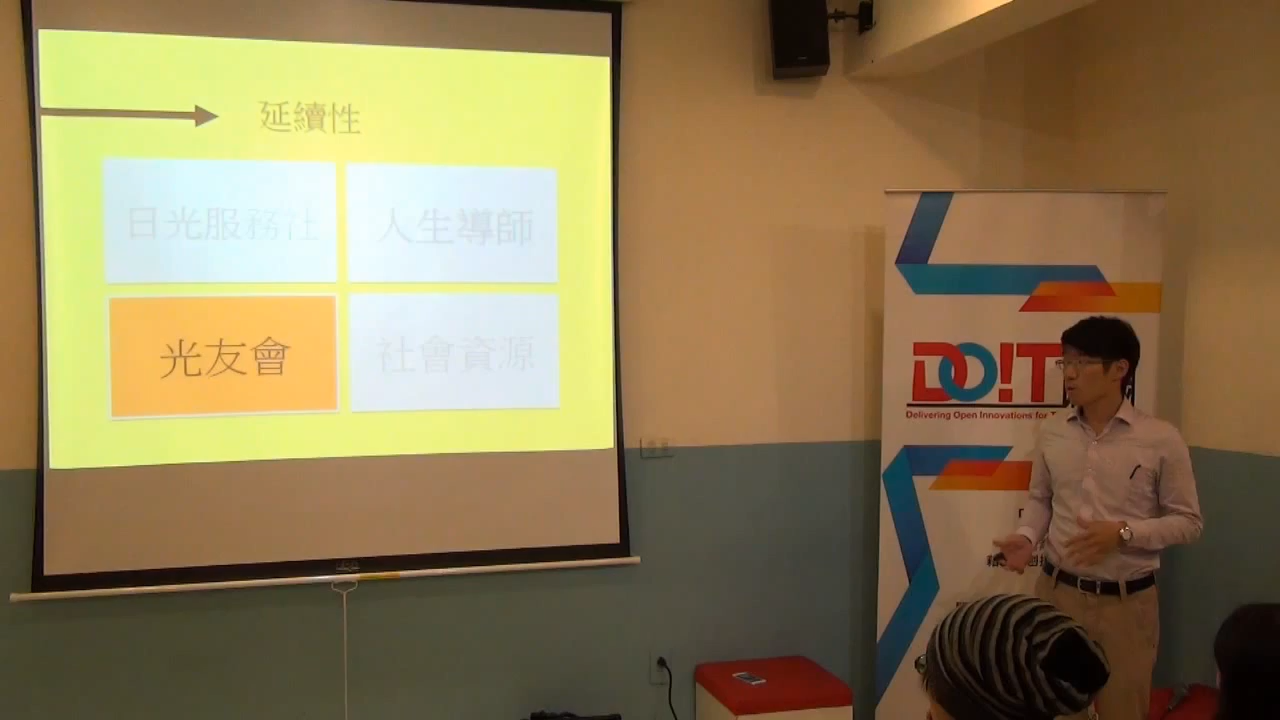 延續性
日光服務社
人生導師
光友會
社會資源
DO!T
Delivering Open Innovations for